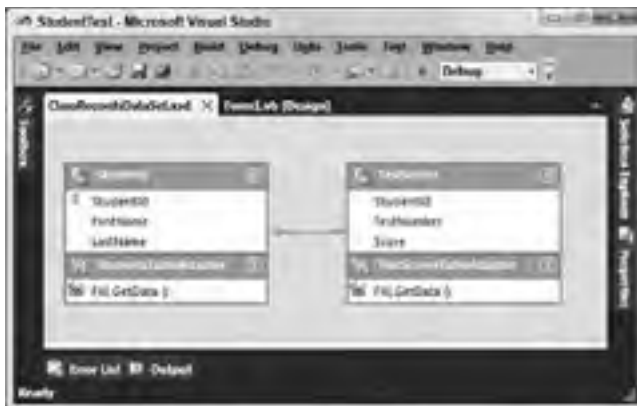 StudentTest - Microsoft Visual Studio
File Edit View Project Build Debug Data Tools Test Window Help
Debug
ClassRecordsDataSet.xsd × Form1.vb [Design]
Toolbox
Solution Explorer
Properties
Students
StudentId
FirstName
LastName
StudentsTableAdapter
Fill,GetData ()
TestScores
StudentId
TestNumber
Score
TestScoresTableAdapter
Fill,GetData ()
Error List Output
Ready